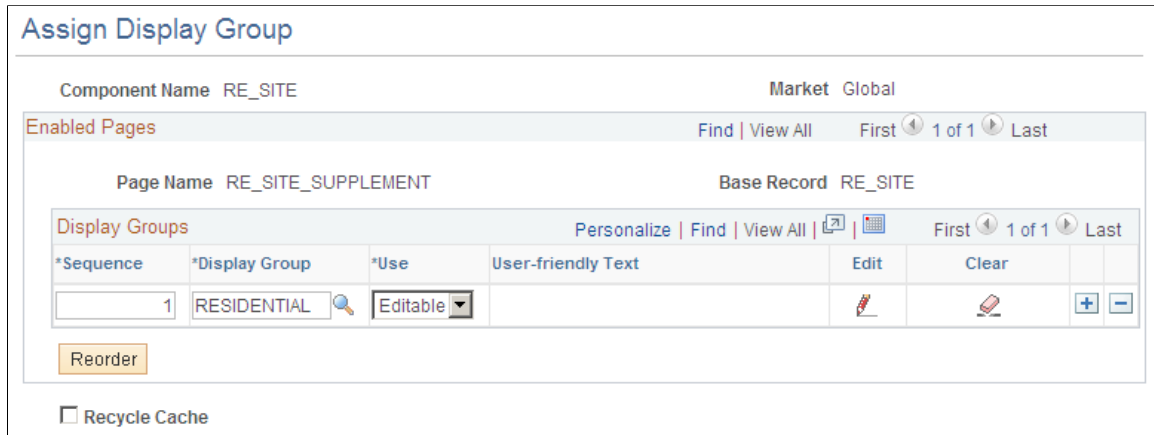 Assign Display Group
Component Name RE_SITE Market Global
Enabled Pages Find | View All First 1 of 1 Last
Page Name RE_SITE_SUPPLEMENT Base Record RE_SITE
Display Groups Personalize | Find | View All | | First 1 of 1 Last
*Sequence *Display Group *Use User-friendly Text Edit Clear
1 RESIDENTIAL Editable
Reorder
Recycle Cache